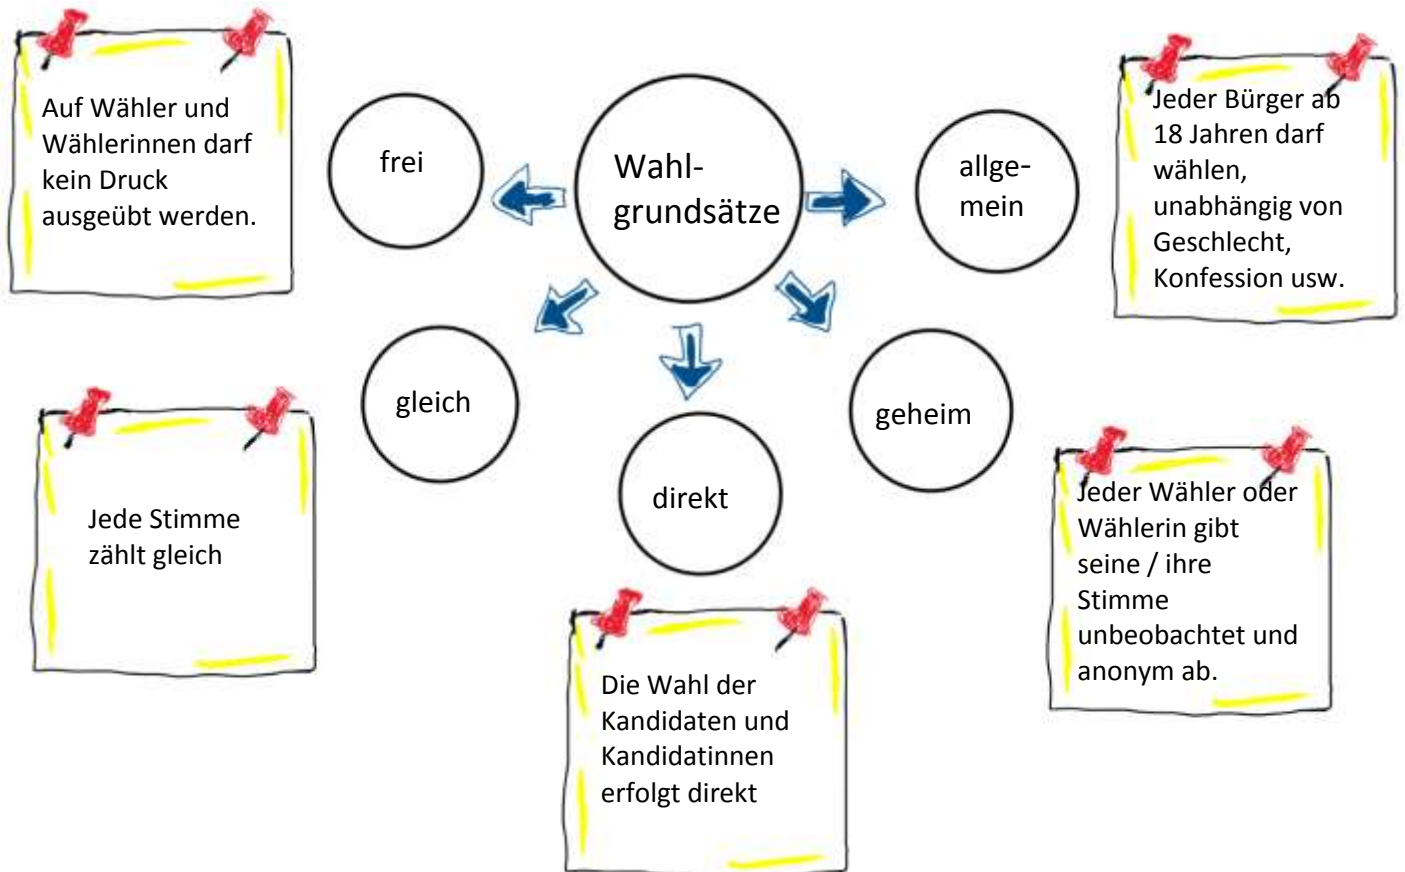 Auf Wähler und
Wählerinnen darf
kein Druck
ausgeübt werden.
frei
Wahl-
grundsätze
allge-
mein
Jeder Bürger ab
18 Jahren darf
wählen,
unabhängig von
Geschlecht,
Konfession usw.
gleich
geheim
direkt
Jede Stimme
zählt gleich
Jeder Wähler oder
Wählerin gibt
seine / ihre
Stimme
unbeobachtet und
anonym ab.
Die Wahl der
Kandidaten und
Kandidatinnen
erfolgt direkt